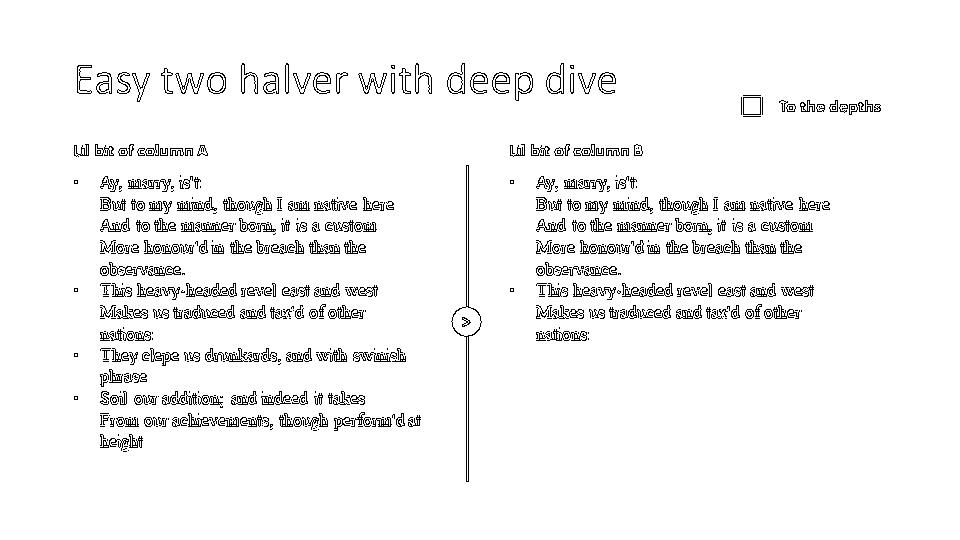 Easy two halver with deep dive
To the depths
Lil bit of column A
• Ay, marry, is't:
But to my mind, though I am native here
And to the manner born, it is a custom
More honour'd in the breach than the
observance.
• This heavy-headed revel east and west
Makes us traduced and tax'd of other
nations:
• They clepe us drunkards, and with swinish
phrase
• Soil our addition; and indeed it takes
From our achievements, though perform'd at
height
>
Lil bit of column B
• Ay, marry, is't:
But to my mind, though I am native here
And to the manner born, it is a custom
More honour'd in the breach than the
observance.
• This heavy-headed revel east and west
Makes us traduced and tax'd of other
nations: